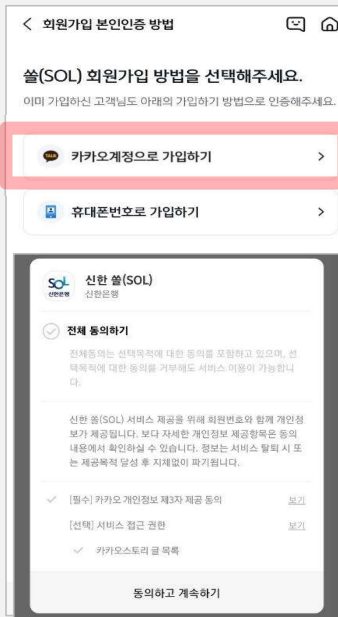 회원가입 본인인증 방법
쏠(SOL) 회원가입 방법을 선택해주세요.
이미 가입하신 고객님도 아래의 가입하기 방법으로 인증해주세요.
TALK
카카오계정으로 가입하기
휴대폰번호로 가입하기
SOL
신한은행
신한 쏠(SOL)
신한은행
전체 동의하기
전체동의는 선택목적에 대한 동의를 포함하고 있으며, 선
택목적에 대한 동의를 거부해도 서비스 이용이 가능합니
다.
신한 쏠(SOL) 서비스 제공을 위해 회원번호와 함께 개인정
보가 제공됩니다. 보다 자세한 개인정보 제공항목은 동의
내용에서 확인하실 수 있습니다. 정보는 서비스 탈퇴 시 또
는 제공목적 달성 후 지체없이 파기됩니다.
[필수] 카카오 개인정보 제3자 제공 동의 보기
[선택] 서비스 접근 권한 보기
카카오스토리 글 목록
동의하고 계속하기